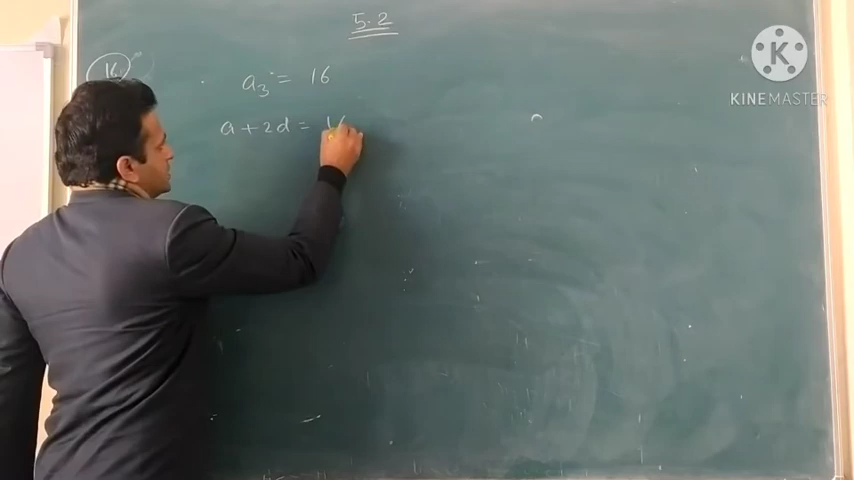 5.2
16
a₃ = 16
a + 2d = 16
K
KINEMASTER